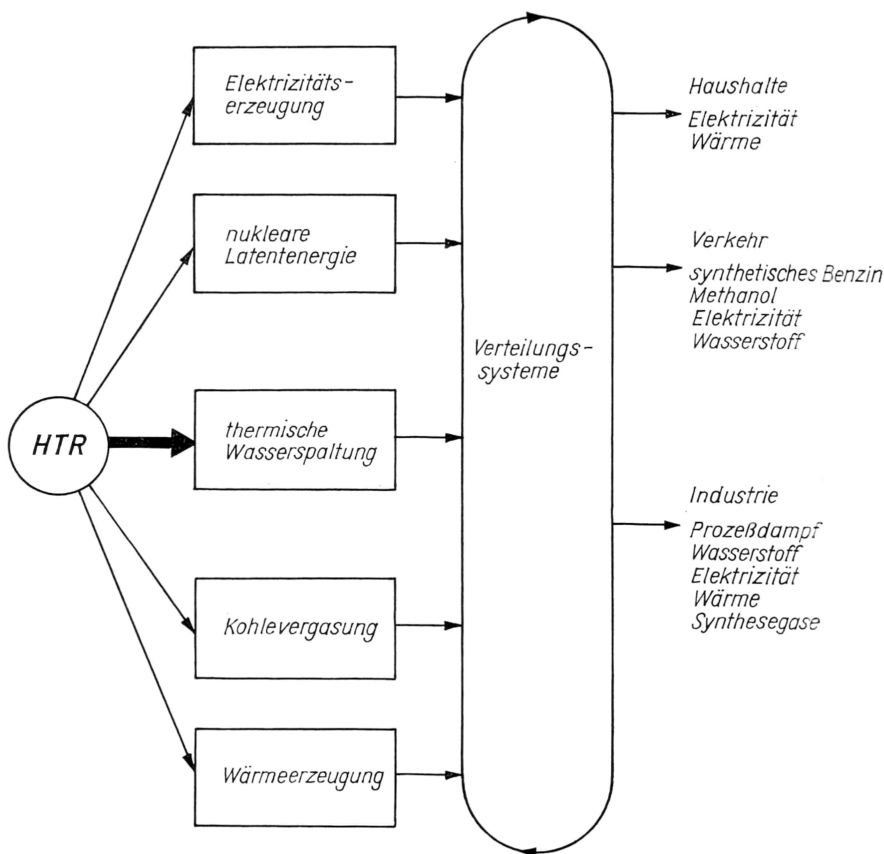 HTR
Elektrizitäts-
erzeugung
nukleare
Latentenergie
thermische
Wasserspaltung
Kohlevergasung
Wärmeerzeugung
Verteilungs-
systeme
Haushalte
Elektrizität
Wärme
Verkehr
synthetisches Benzin
Methanol
Elektrizität
Wasserstoff
Industrie
Prozeßdampf
Wasserstoff
Elektrizität
Wärme
Synthesegase